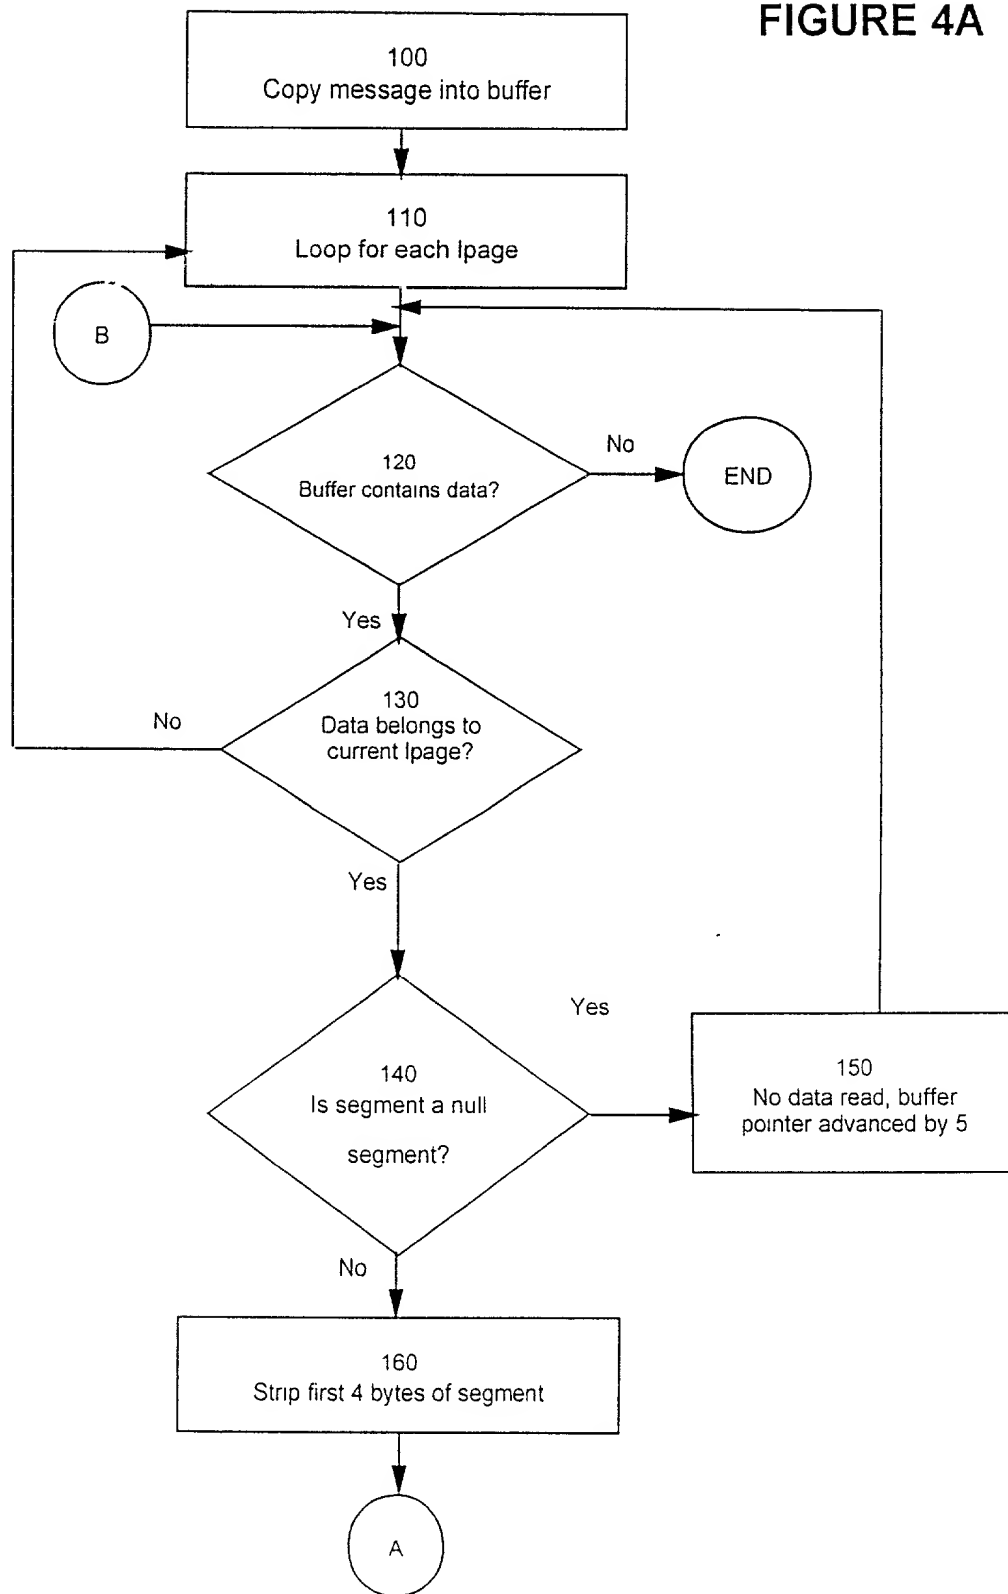 FIGURE 4A
100
Copy message into buffer
110
Loop for each lpage
B
120
Buffer contains data?
No
END
Yes
130
Data belongs to
current lpage?
No
Yes
140
Is segment a null
segment?
Yes
150
No data read, buffer
pointer advanced by 5
No
160
Strip first 4 bytes of segment
A